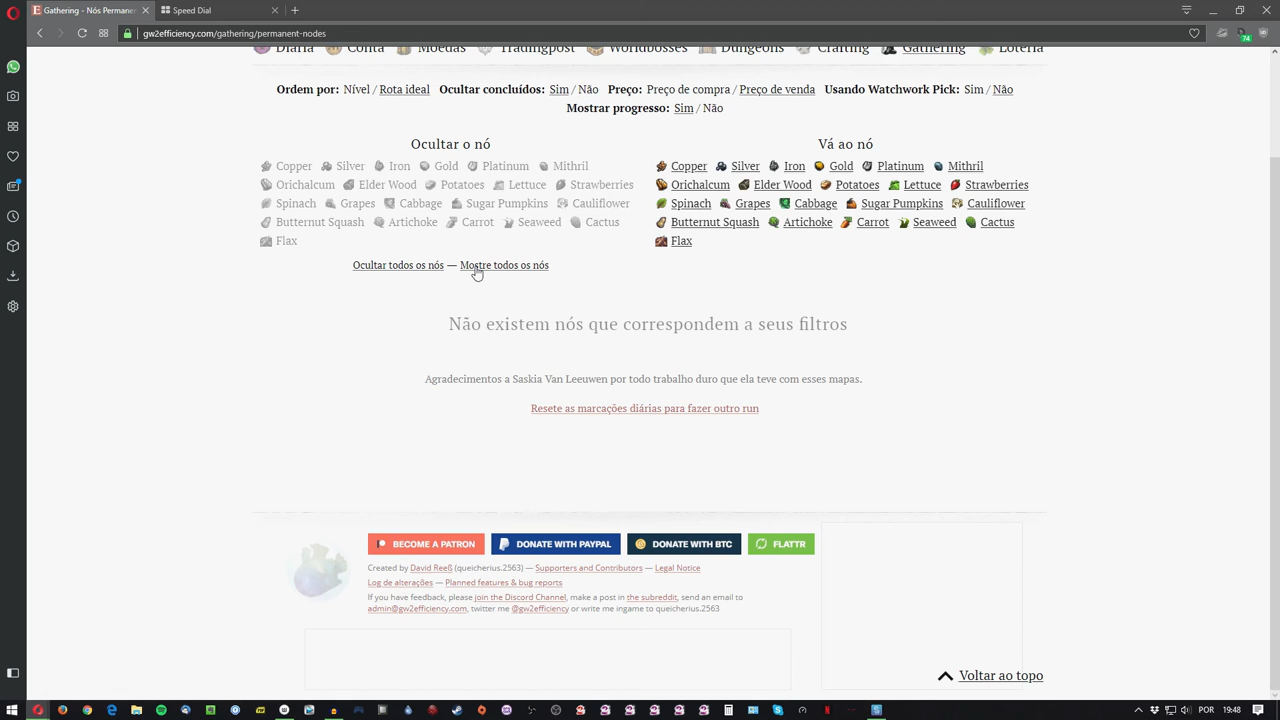 Gathering - Nós Permanent
Speed Dial
gw2efficiency.com/gathering/permanent-nodes
74
Diária Conta Moedas Tradingpost Worldbosses Dungeons Crafting Gathering Loteria
Ordem por: Nível / Rota ideal Ocultar concluídos: Sim / Não Preço: Preço de compra / Preço de venda Usando Watchwork Pick: Sim / Não
Mostrar progresso: Sim / Não
Ocultar o nó
Copper Silver Iron Gold Platinum Mithril
Orichalcum Elder Wood Potatoes Lettuce Strawberries
Spinach Grapes Cabbage Sugar Pumpkins Cauliflower
Butternut Squash Artichoke Carrot Seaweed Cactus
Flax
Ocultar todos os nós — Mostre todos os nós
Vá ao nó
Copper Silver Iron Gold Platinum Mithril
Orichalcum Elder Wood Potatoes Lettuce Strawberries
Spinach Grapes Cabbage Sugar Pumpkins Cauliflower
Butternut Squash Artichoke Carrot Seaweed Cactus
Flax
Não existem nós que correspondem a seus filtros
Agradecimentos a Saskia Van Leeuwen por todo trabalho duro que ela teve com esses mapas.
Resete as marcações diárias para fazer outro run
BECOME A PATRON DONATE WITH PAYPAL DONATE WITH BTC FLATTR
Created by David Reeß (queicherius.2563) — Supporters and Contributors — Legal Notice
Log de alterações — Planned features & bug reports
If you have feedback, please join the Discord Channel, make a post in the subreddit, send an email to
admin@gw2efficiency.com, twitter me @gw2efficiency or write me ingame to queicherius.2563
Voltar ao topo
POR 19:48